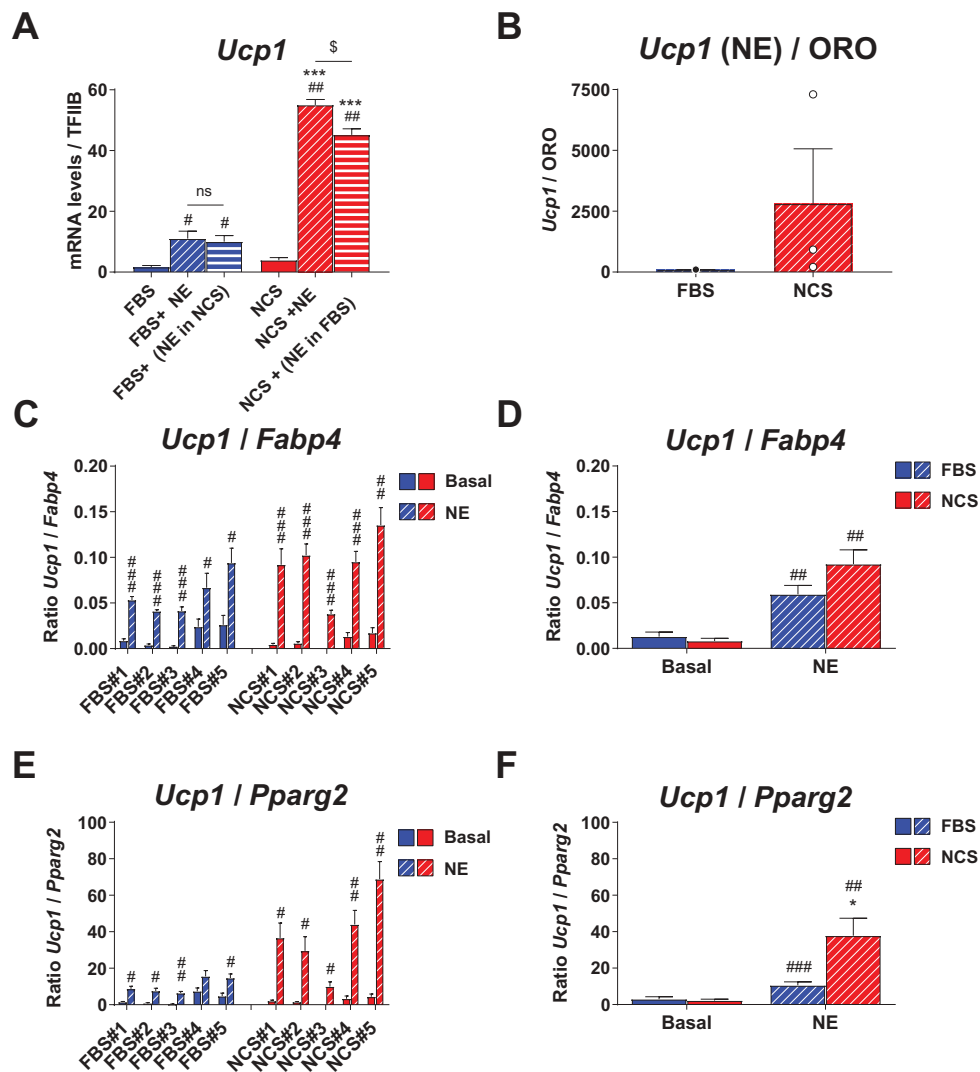 A
Ucp1
$
***
##
***
##
ns
#
#
mRNA levels / TFIIB
60
40
20
0
FBS
FBS+ NE
FBS+ (NE in NCS)
NCS
NCS +NE
NCS + (NE in FBS)
B
Ucp1 (NE) / ORO
Ucp1 / ORO
7500
5000
2500
0
FBS
NCS
C
Ucp1 / Fabp4
Ratio Ucp1 / Fabp4
0.20
0.15
0.10
0.05
0.00
###
###
###
#
#
###
###
###
###
##
Basal
NE
FBS#1
FBS#2
FBS#3
FBS#4
FBS#5
NCS#1
NCS#2
NCS#3
NCS#4
NCS#5
D
Ucp1 / Fabp4
Ratio Ucp1 / Fabp4
0.20
0.15
0.10
0.05
0.00
##
##
FBS
NCS
Basal
NE
E
Ucp1 / Pparg2
Ratio Ucp1 / Pparg2
100
80
60
40
20
0
#
#
##
#
#
#
#
##
##
Basal
NE
FBS#1
FBS#2
FBS#3
FBS#4
FBS#5
NCS#1
NCS#2
NCS#3
NCS#4
NCS#5
F
Ucp1 / Pparg2
Ratio Ucp1 / Pparg2
100
80
60
40
20
0
###
##
*
FBS
NCS
Basal
NE